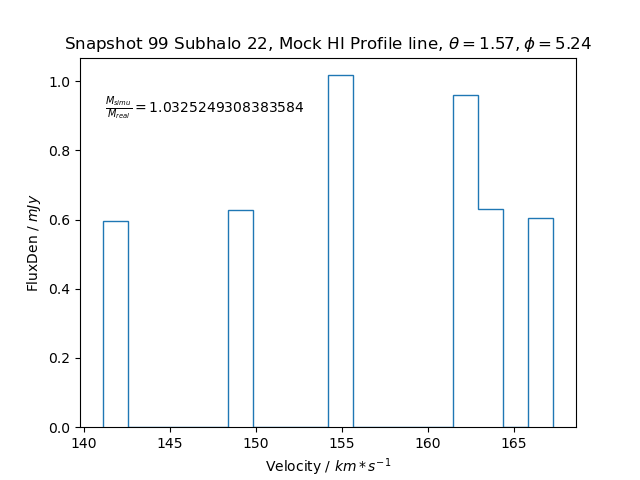 Snapshot 99 Subhalo 22, Mock HI Profile line, θ = 1.57, ϕ = 5.24
M_simu/M_real = 1.0325249308383584
FluxDen / mJy
1.0
0.8
0.6
0.4
0.2
0.0
140 145 150 155 160 165
Velocity / km * s⁻¹